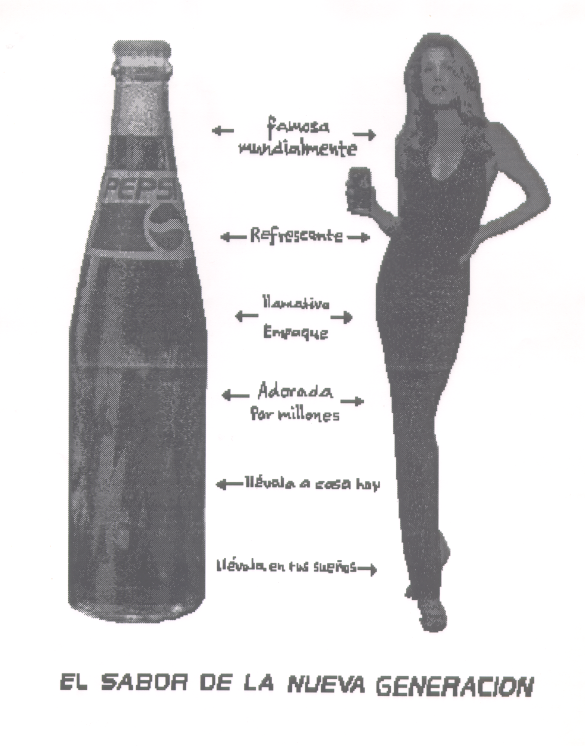 PEPSI
famosa
mundialmente
Refrescante
llamativo
Empaque
Adorada
Por millones
llévala a casa hoy
llévala en tus sueños
EL SABOR DE LA NUEVA GENERACION